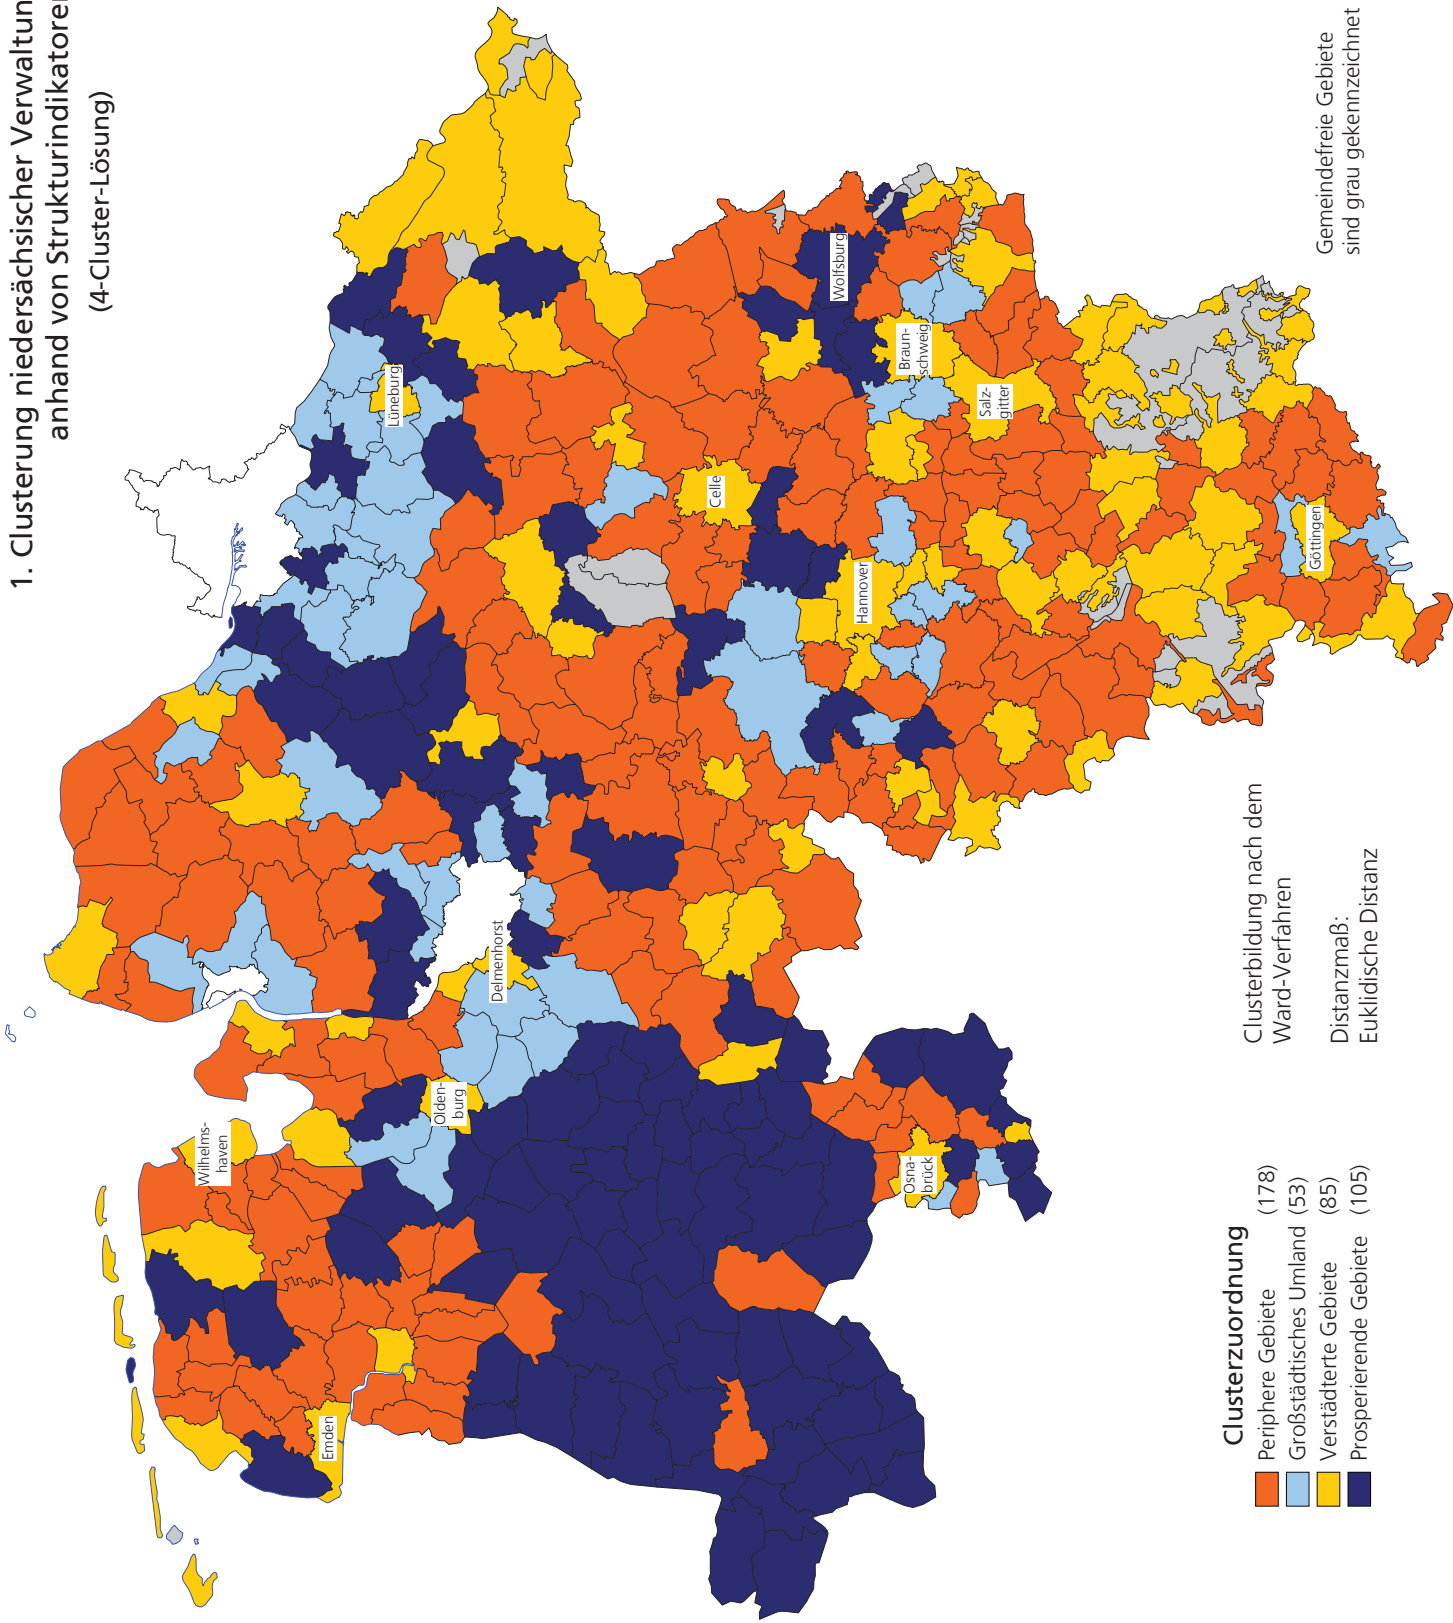 1. Clusterung niedersächsischer Verwaltun
anhand von Strukturindikatore
(4-Cluster-Lösung)
Wilhelms-
haven
Emden
Olden-
burg
Delmenhorst
Lüneburg
Celle
Wolfsburg
Braun-
schweig
Salz-
gitter
Hannover
Göttingen
Osna-
brück
Clusterzuordnung
Periphere Gebiete (178)
Großstädtisches Umland (53)
Verstädterte Gebiete (85)
Prosperierende Gebiete (105)
Clusterbildung nach dem
Ward-Verfahren
Distanzmaß:
Euklidische Distanz
Gemeindefreie Gebiete
sind grau gekennzeichnet